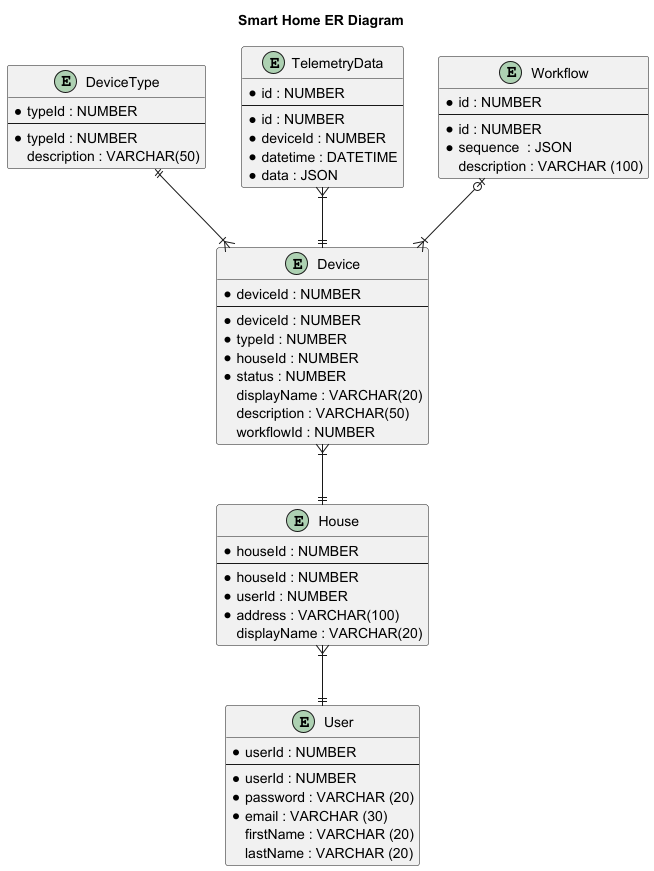 Smart Home ER Diagram
E DeviceType
* typeId : NUMBER
* typeId : NUMBER
description : VARCHAR(50)
E TelemetryData
* id : NUMBER
* id : NUMBER
* deviceId : NUMBER
* datetime : DATETIME
* data : JSON
E Workflow
* id : NUMBER
* id : NUMBER
* sequence  : JSON
description : VARCHAR (100)
E Device
* deviceId : NUMBER
* deviceId : NUMBER
* typeId : NUMBER
* houseId : NUMBER
* status : NUMBER
displayName : VARCHAR(20)
description : VARCHAR(50)
workflowId : NUMBER
E House
* houseId : NUMBER
* houseId : NUMBER
* userId : NUMBER
* address : VARCHAR(100)
displayName : VARCHAR(20)
E User
* userId : NUMBER
* userId : NUMBER
* password : VARCHAR (20)
* email : VARCHAR (30)
firstName : VARCHAR (20)
lastName : VARCHAR (20)